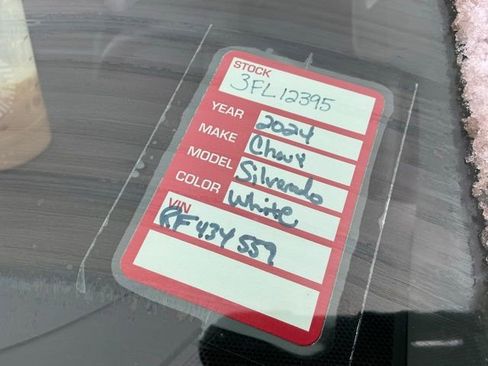 STOCK
3FL12395
YEAR 2024
MAKE Chevy
MODEL Silverado
COLOR White
VIN
RF434559